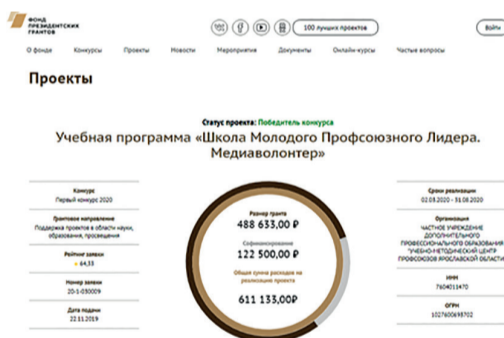 ФОНД
ПРЕЗИДЕНТСКИХ
ГРАНТОВ
100 лучших проектов
Войти
О фонде Конкурсы Проекты Новости Мероприятия Документы Онлайн-курсы Частые вопросы
Проекты
Статус проекта: Победитель конкурса
Учебная программа «Школа Молодого Профсоюзного Лидера.
Медиаволонтер»
Конкурс
Первый конкурс 2020
Грантовое направление
Поддержка проектов в области науки,
образования, просвещения
Рейтинг заявки
64,33
Номер заявки
20-1-030009
Дата подачи
22.11.2019
Размер гранта
488 633,00 ₽
Софинансирование
122 500,00 ₽
Общая сумма расходов на
реализацию проекта
611 133,00₽
Сроки реализации
02.03.2020 - 31.08.2020
Организация
ЧАСТНОЕ УЧРЕЖДЕНИЕ
ДОПОЛНИТЕЛЬНОГО
ПРОФЕССИОНАЛЬНОГО ОБРАЗОВАНИЯ
"УЧЕБНО-МЕТОДИЧЕСКИЙ ЦЕНТР
ПРОФСОЮЗОВ ЯРОСЛАВСКОЙ ОБЛАСТИ"
ИНН
7604011470
ОГРН
1027600698702